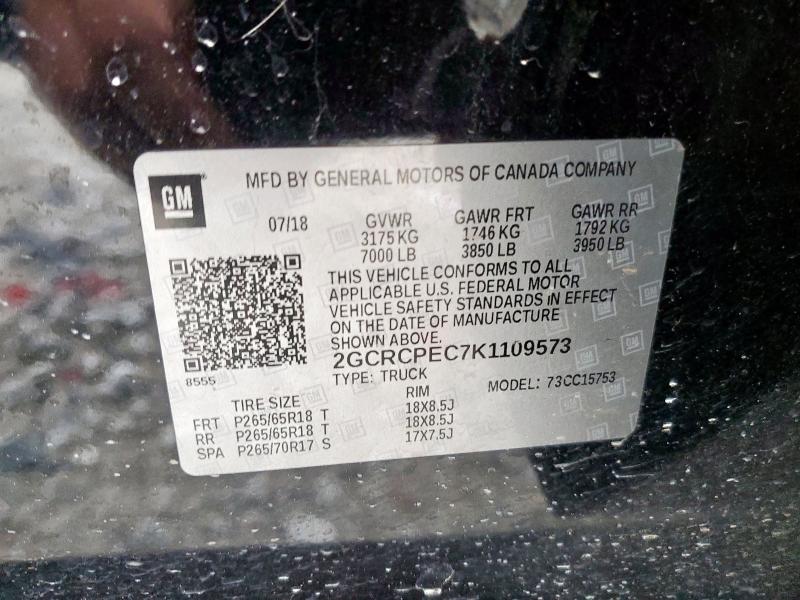 GM
MFD BY GENERAL MOTORS OF CANADA COMPANY
07/18 GVWR GAWR FRT GAWR RR
3175 KG 1746 KG 1792 KG
7000 LB 3850 LB 3950 LB
THIS VEHICLE CONFORMS TO ALL
APPLICABLE U.S. FEDERAL MOTOR
VEHICLE SAFETY STANDARDS IN EFFECT
ON THE DATE OF MANUFACTURE
SHOWN ABOVE.
2GCRCPEC7K1109573
8555
TYPE: TRUCK MODEL: 73CC15753
TIRE SIZE RIM
FRT P265/65R18 T 18X8.5J
RR P265/65R18 T 18X8.5J
SPA P265/70R17 S 17X7.5J